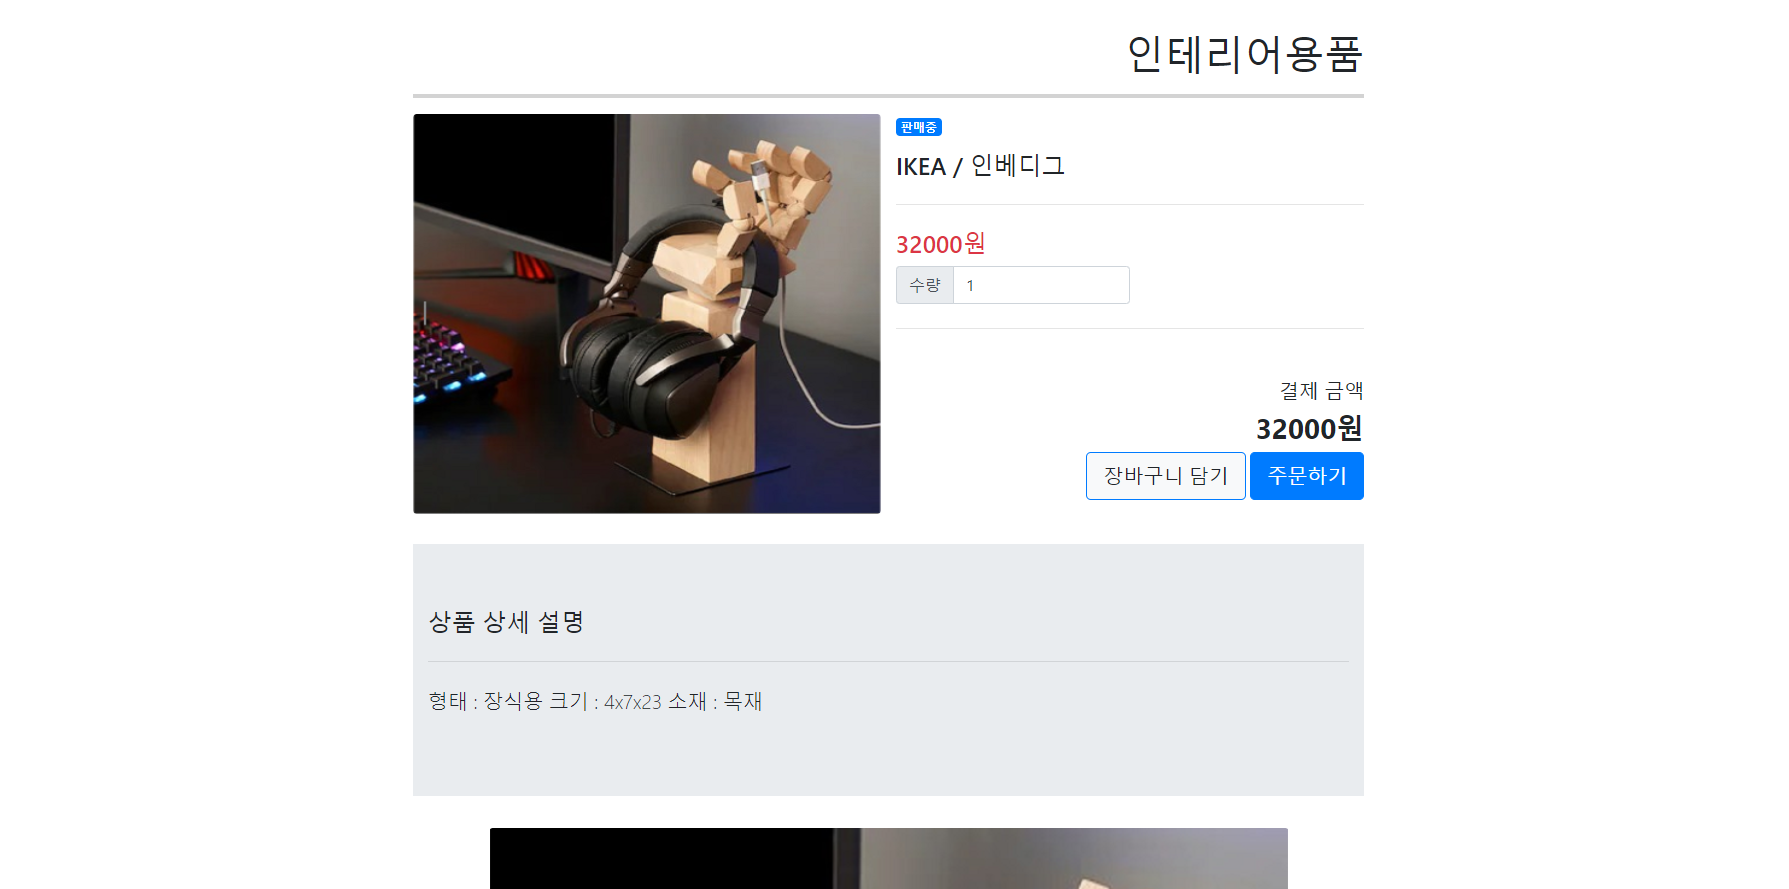 인테리어용품
판매중
IKEA / 인베디그
32000원
수량 1
결제 금액
32000원
장바구니 담기 주문하기
상품 상세 설명
형태 : 장식용 크기 : 4x7x23 소재 : 목재